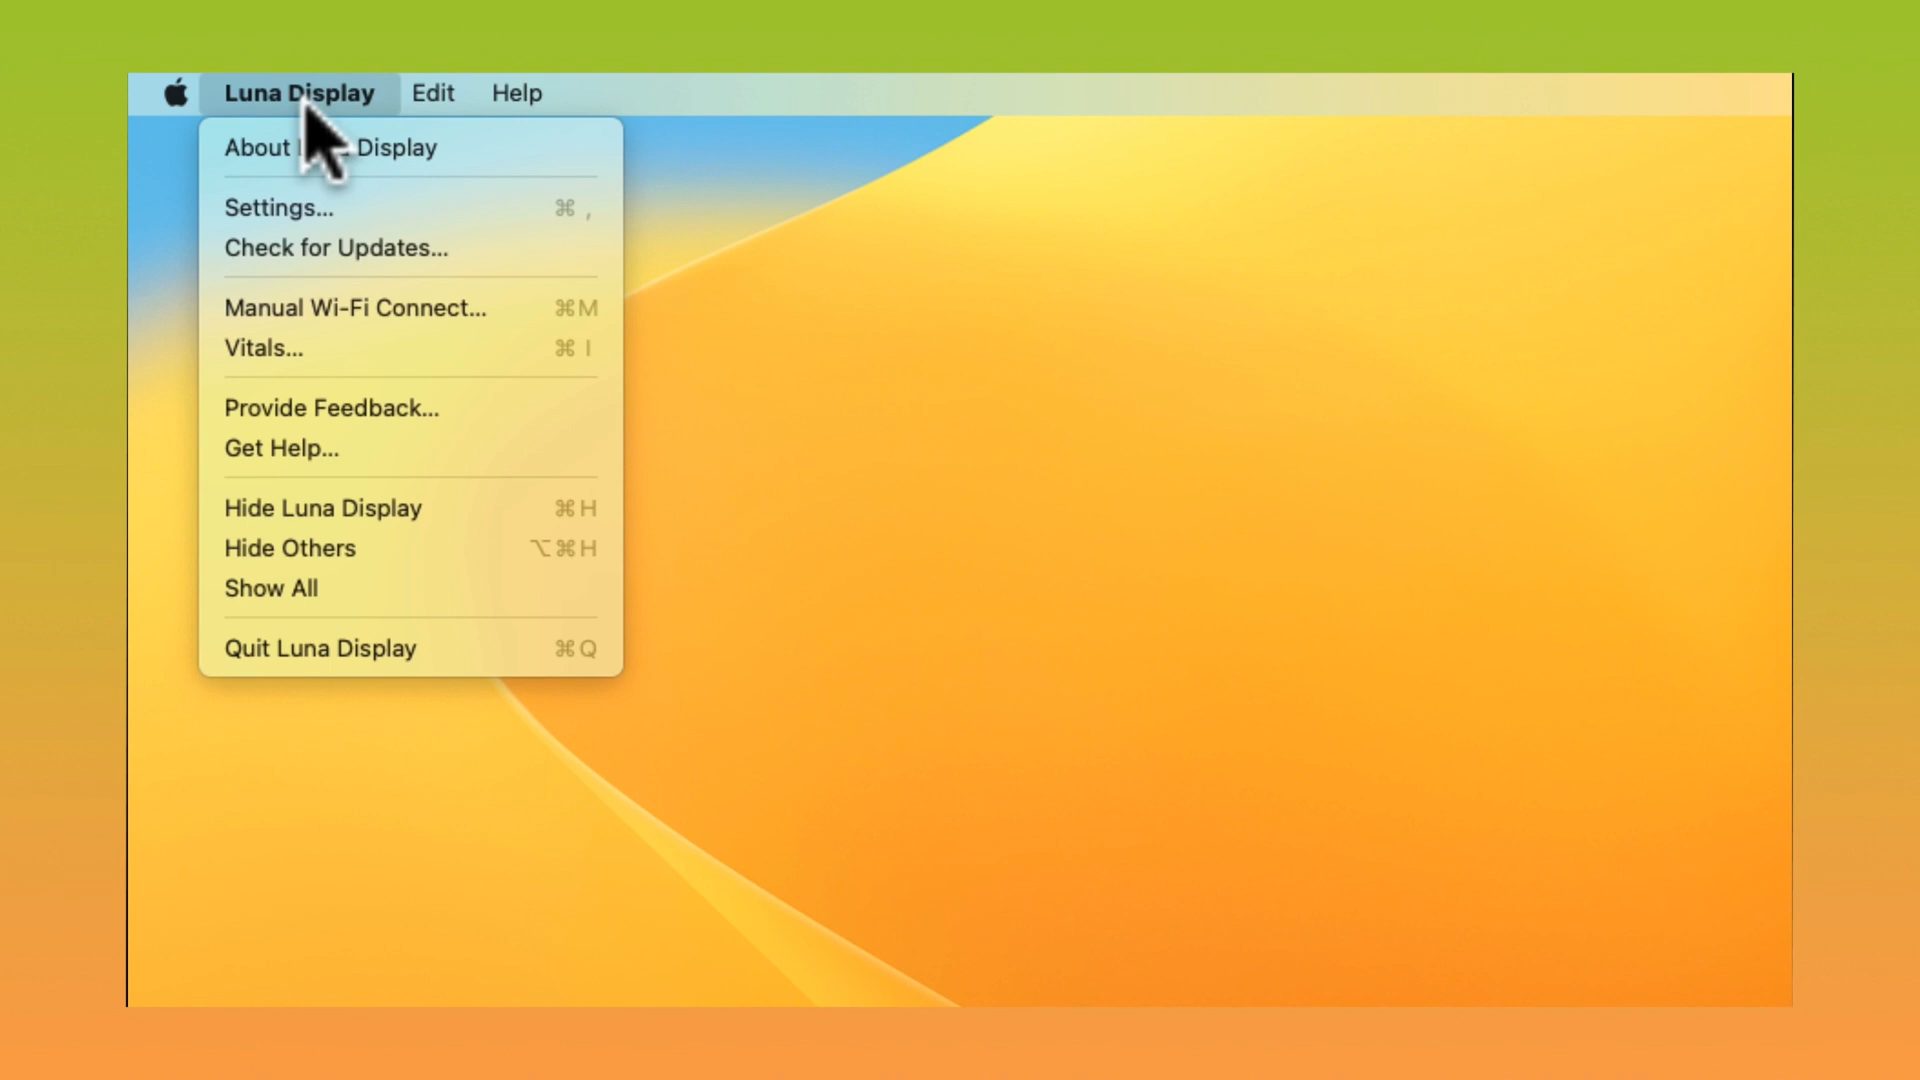 Luna Display Edit Help
About Display
Settings... ⌘ ,
Check for Updates...
Manual Wi-Fi Connect... ⌘M
Vitals... ⌘ I
Provide Feedback...
Get Help...
Hide Luna Display ⌘H
Hide Others ⌥⌘H
Show All
Quit Luna Display ⌘Q